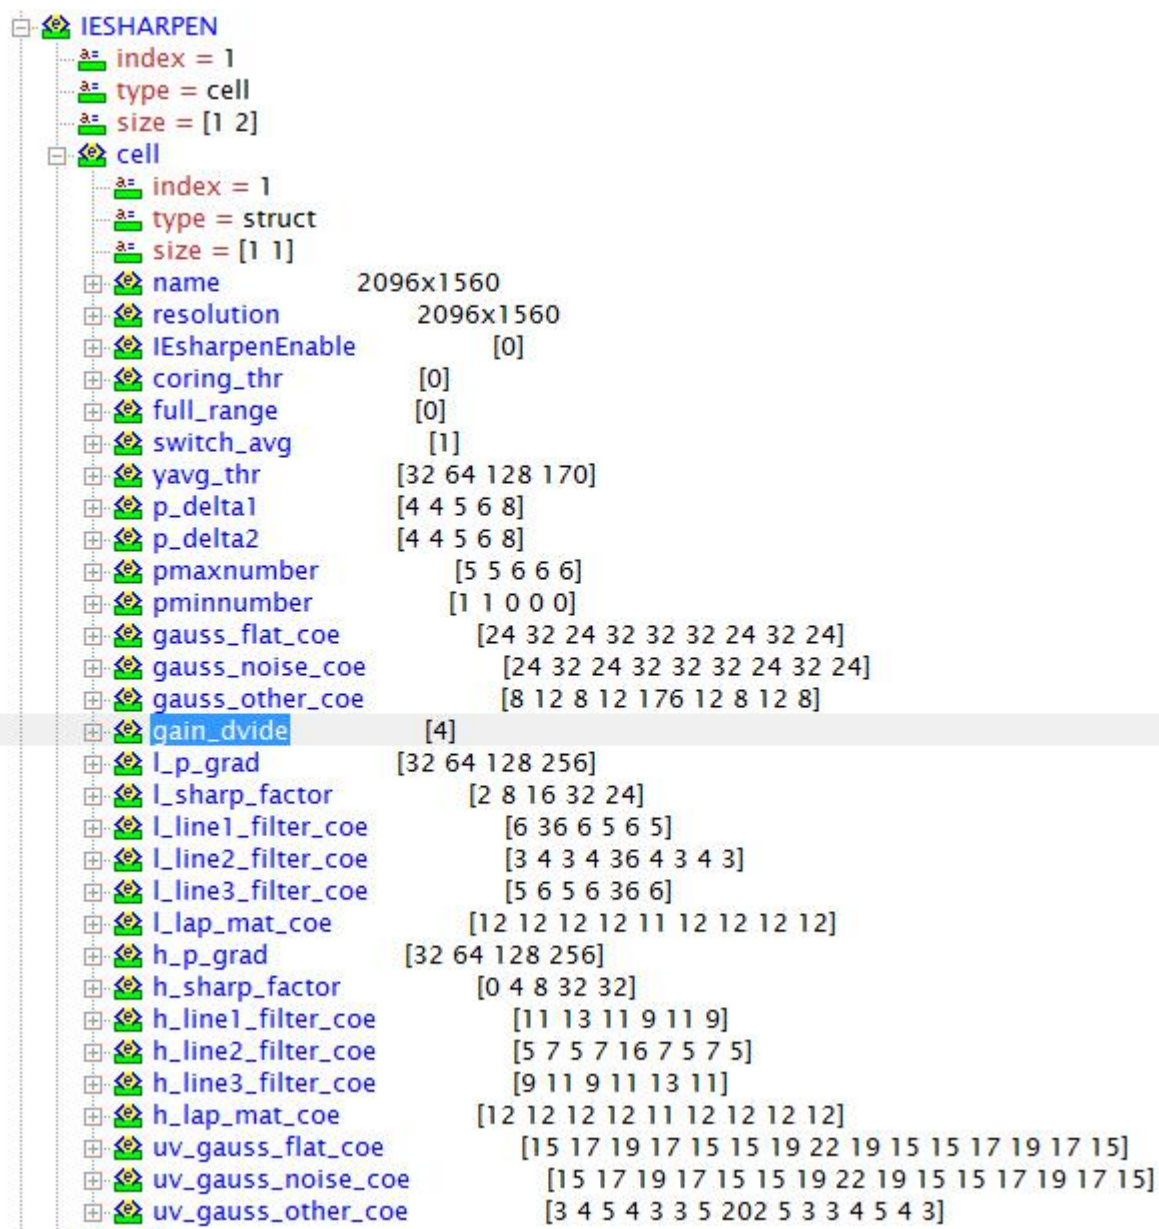 IESHARPEN
index = 1
type = cell
size = [1 2]
cell
index = 1
type = struct
size = [1 1]
name 2096x1560
resolution 2096x1560
IEsharpenEnable [0]
coring_thr [0]
full_range [0]
switch_avg [1]
yavg_thr [32 64 128 170]
p_delta1 [4 4 5 6 8]
p_delta2 [4 4 5 6 8]
pmaxnumber [5 5 6 6 6]
pminnumber [1 1 0 0 0]
gauss_flat_coe [24 32 24 32 32 32 24 32 24]
gauss_noise_coe [24 32 24 32 32 32 24 32 24]
gauss_other_coe [8 12 8 12 176 12 8 12 8]
gain_dvide [4]
l_p_grad [32 64 128 256]
l_sharp_factor [2 8 16 32 24]
l_line1_filter_coe [6 36 6 5 6 5]
l_line2_filter_coe [3 4 3 4 36 4 3 4 3]
l_line3_filter_coe [5 6 5 6 36 6]
l_lap_mat_coe [12 12 12 12 11 12 12 12 12]
h_p_grad [32 64 128 256]
h_sharp_factor [0 4 8 32 32]
h_line1_filter_coe [11 13 11 9 11 9]
h_line2_filter_coe [5 7 5 7 16 7 5 7 5]
h_line3_filter_coe [9 11 9 11 13 11]
h_lap_mat_coe [12 12 12 12 11 12 12 12 12]
uv_gauss_flat_coe [15 17 19 17 15 15 19 22 19 15 15 17 19 17 15]
uv_gauss_noise_coe [15 17 19 17 15 15 19 22 19 15 15 17 19 17 15]
uv_gauss_other_coe [3 4 5 4 3 3 5 202 5 3 3 4 5 4 3]